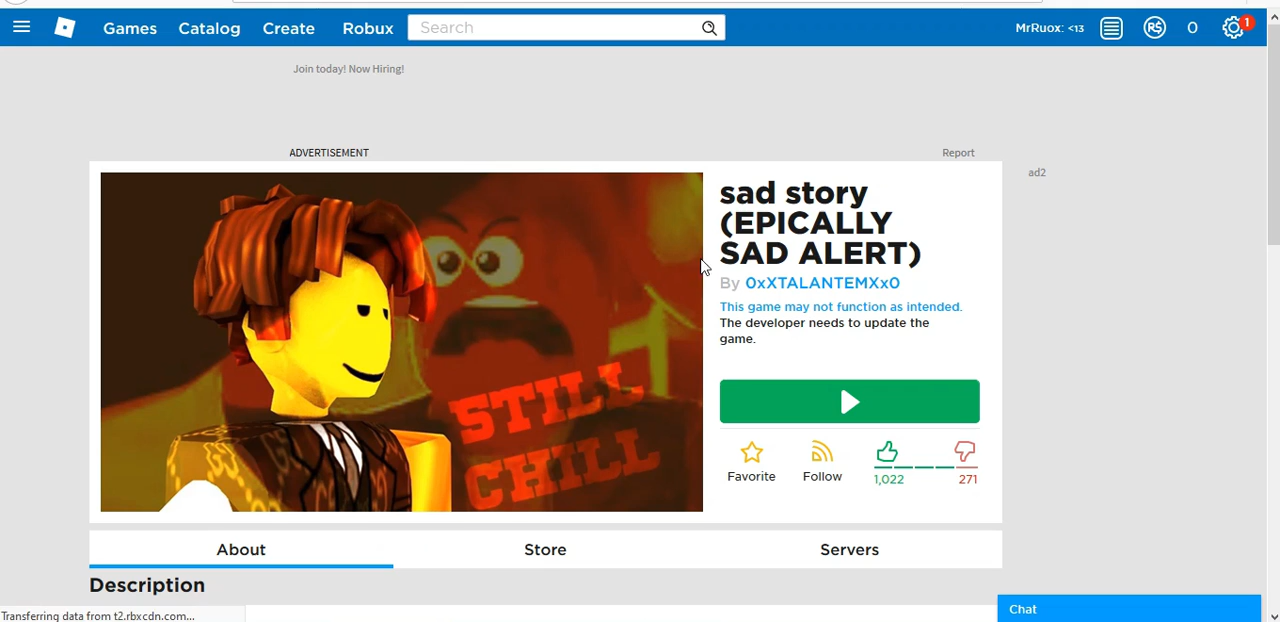 Games Catalog Create Robux Search MrRuox: <13 R$ 0 1
Join today! Now Hiring!
ADVERTISEMENT Report
ad2
STILL
CHILL
sad story
(EPICALLY
SAD ALERT)
By 0xXTALANTEMXx0
This game may not function as intended.
The developer needs to update the
game.
Favorite Follow 1,022 271
About Store Servers
Description
Transferring data from t2.rbxcdn.com...
Chat